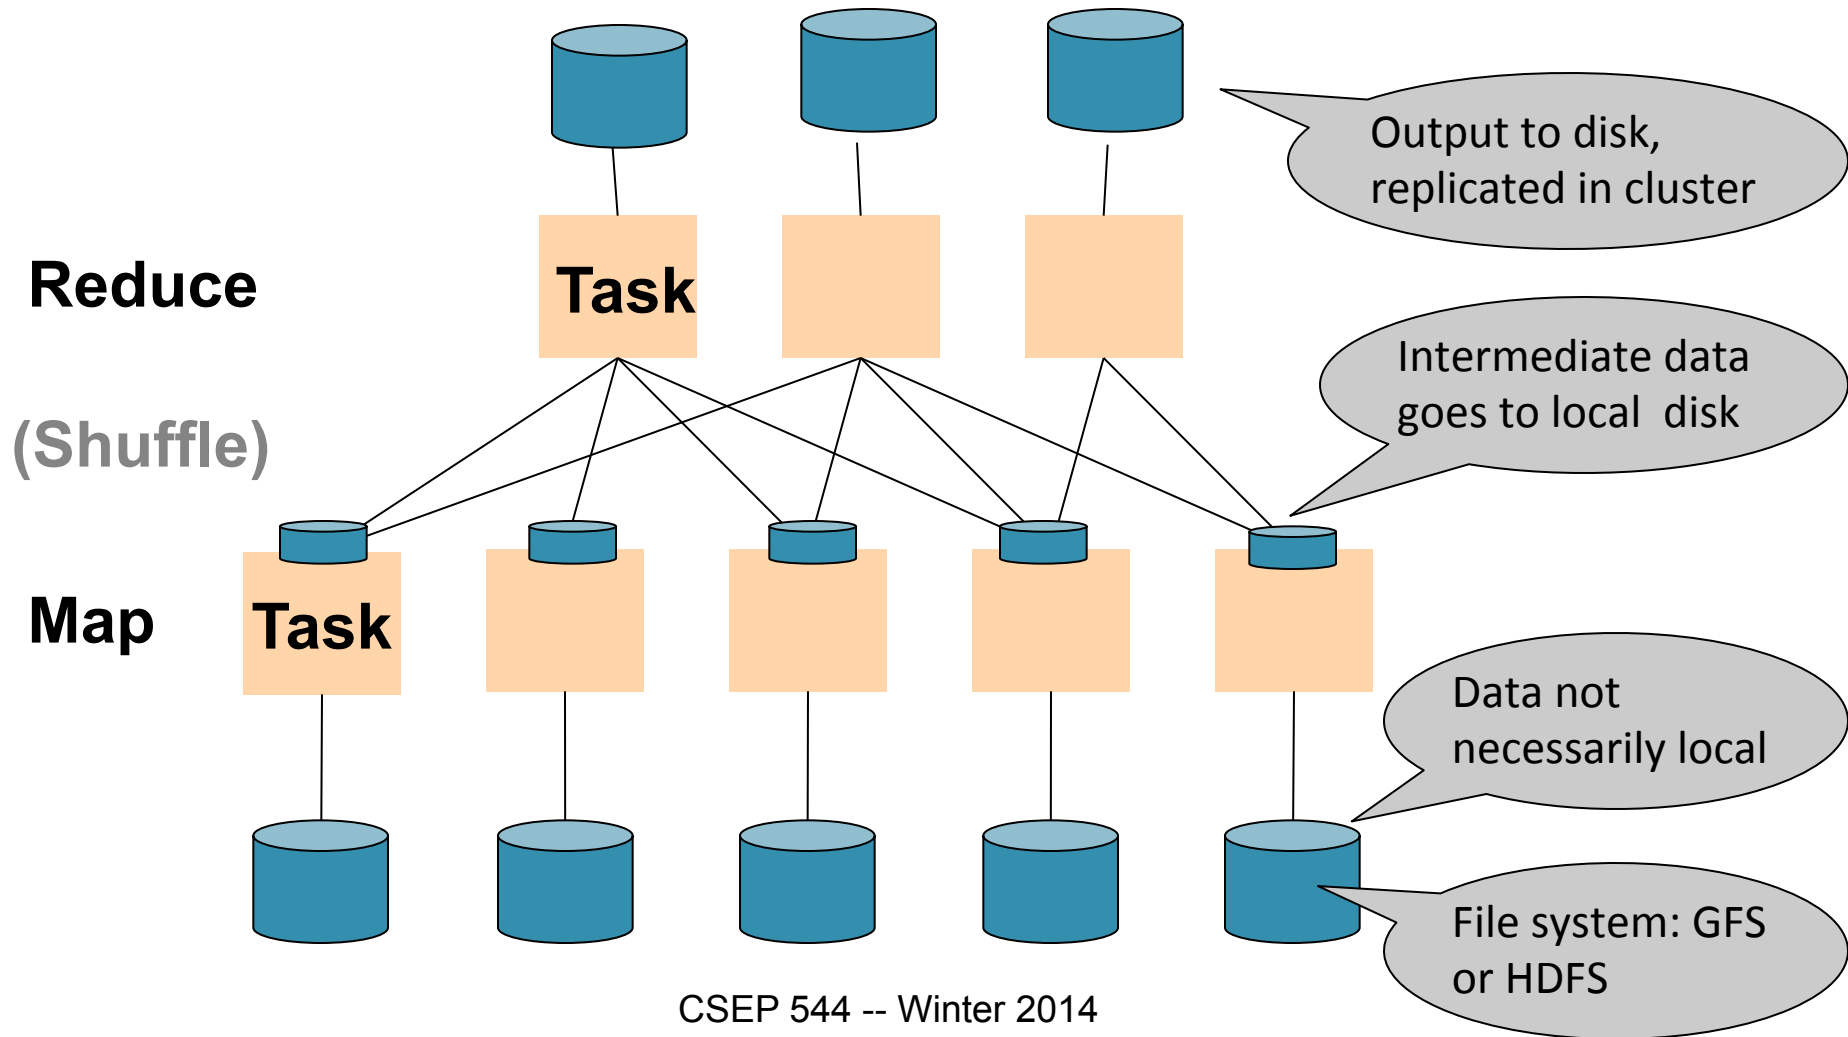 Output to disk,
replicated in cluster
Reduce
Task
Intermediate data
goes to local  disk
(Shuffle)
Map
Task
Data not
necessarily local
File system: GFS
or HDFS
CSEP 544 -- Winter 2014